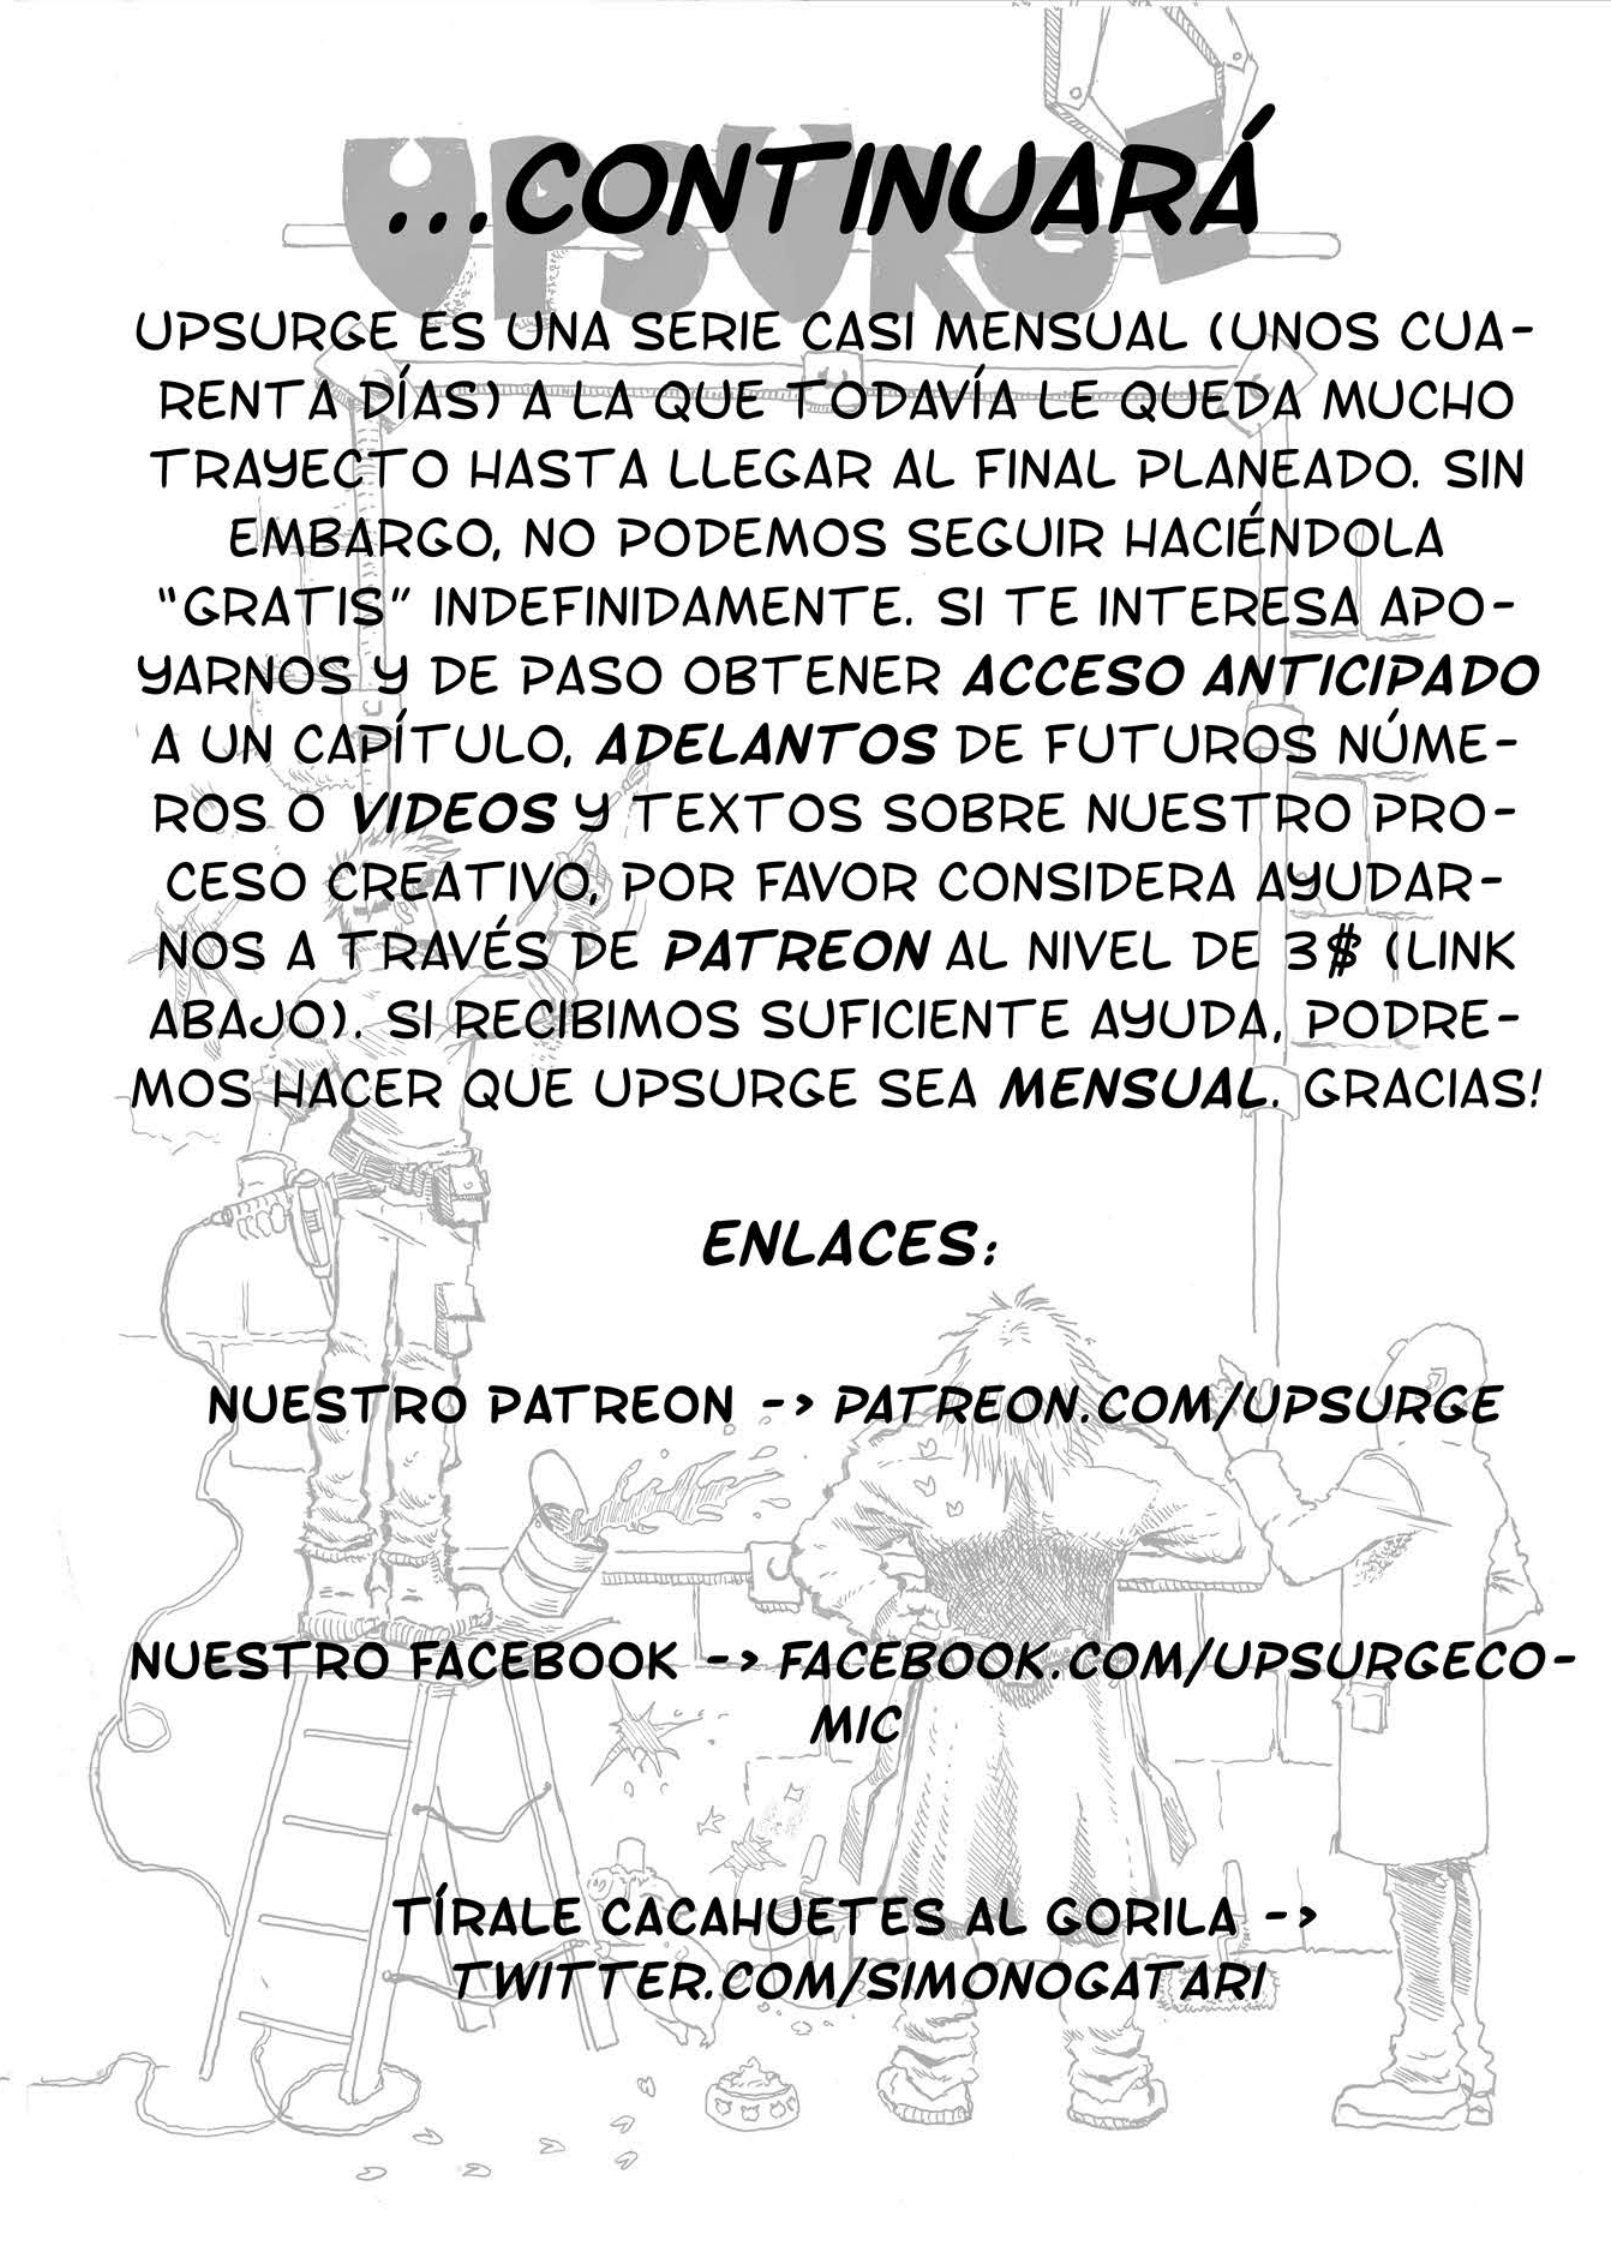 UPSURGE
...CONTINUARÁ
UPSURGE ES UNA SERIE CASI MENSUAL (UNOS CUA-
RENTA DÍAS) A LA QUE TODAVÍA LE QUEDA MUCHO
TRAYECTO HASTA LLEGAR AL FINAL PLANEADO. SIN
EMBARGO, NO PODEMOS SEGUIR HACIÉNDOLA
"GRATIS" INDEFINIDAMENTE. SI TE INTERESA APO-
YARNOS Y DE PASO OBTENER ACCESO ANTICIPADO
A UN CAPÍTULO, ADELANTOS DE FUTUROS NÚME-
ROS O VIDEOS Y TEXTOS SOBRE NUESTRO PRO-
CESO CREATIVO, POR FAVOR CONSIDERA AYUDAR-
NOS A TRAVÉS DE PATREON AL NIVEL DE 3$ (LINK
ABAJO). SI RECIBIMOS SUFICIENTE AYUDA, PODRE-
MOS HACER QUE UPSURGE SEA MENSUAL. GRACIAS!
ENLACES:
NUESTRO PATREON -> PATREON.COM/UPSURGE
NUESTRO FACEBOOK -> FACEBOOK.COM/UPSURGECO-
MIC
TÍRALE CACAHUETES AL GORILA ->
TWITTER.COM/SIMONOGATARI